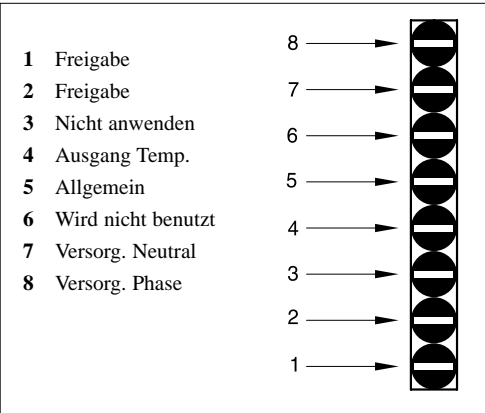 1 Freigabe
2 Freigabe
3 Nicht anwenden
4 Ausgang Temp.
5 Allgemein
6 Wird nicht benutzt
7 Versorg. Neutral
8 Versorg. Phase
8
7
6
5
4
3
2
1